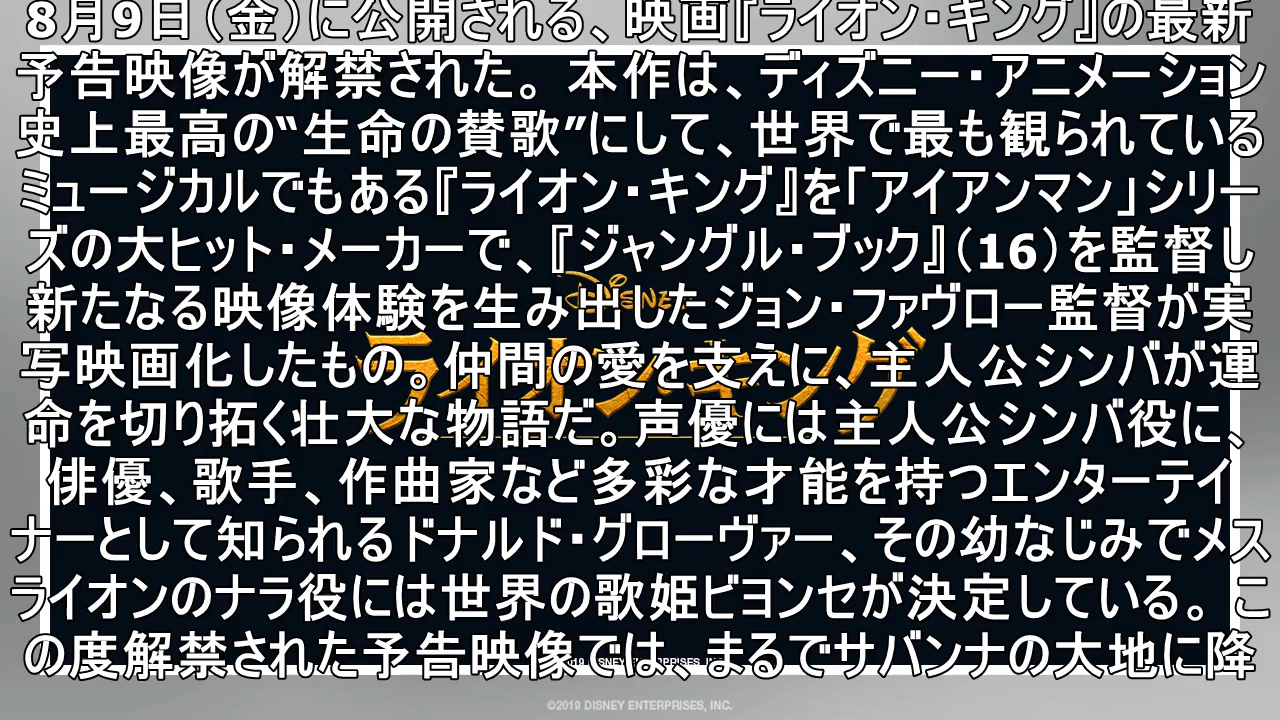 8月9日（金）に公開される、映画『ライオン・キング』の最新
予告映像が解禁された。本作は、ディズニー・アニメーション
史上最高の“生命の賛歌”にして、世界で最も観られている
ミュージカルでもある『ライオン・キング』を「アイアンマン」シリー
ズの大ヒット・メーカーで、『ジャングル・ブック』（16）を監督し
新たなる映像体験を生み出したジョン・ファヴロー監督が実
写映画化したもの。仲間の愛を支えに、主人公シンバが運
命を切り拓く壮大な物語だ。声優には主人公シンバ役に、
俳優、歌手、作曲家など多彩な才能を持つエンターテイ
ナーとして知られるドナルド・グローヴァー、その幼なじみでメス
ライオンのナラ役には世界の歌姫ビヨンセが決定している。こ
の度解禁された予告映像では、まるでサバンナの大地に降
Disney
ライオン・キング
©2019 DISNEY ENTERPRISES, INC.